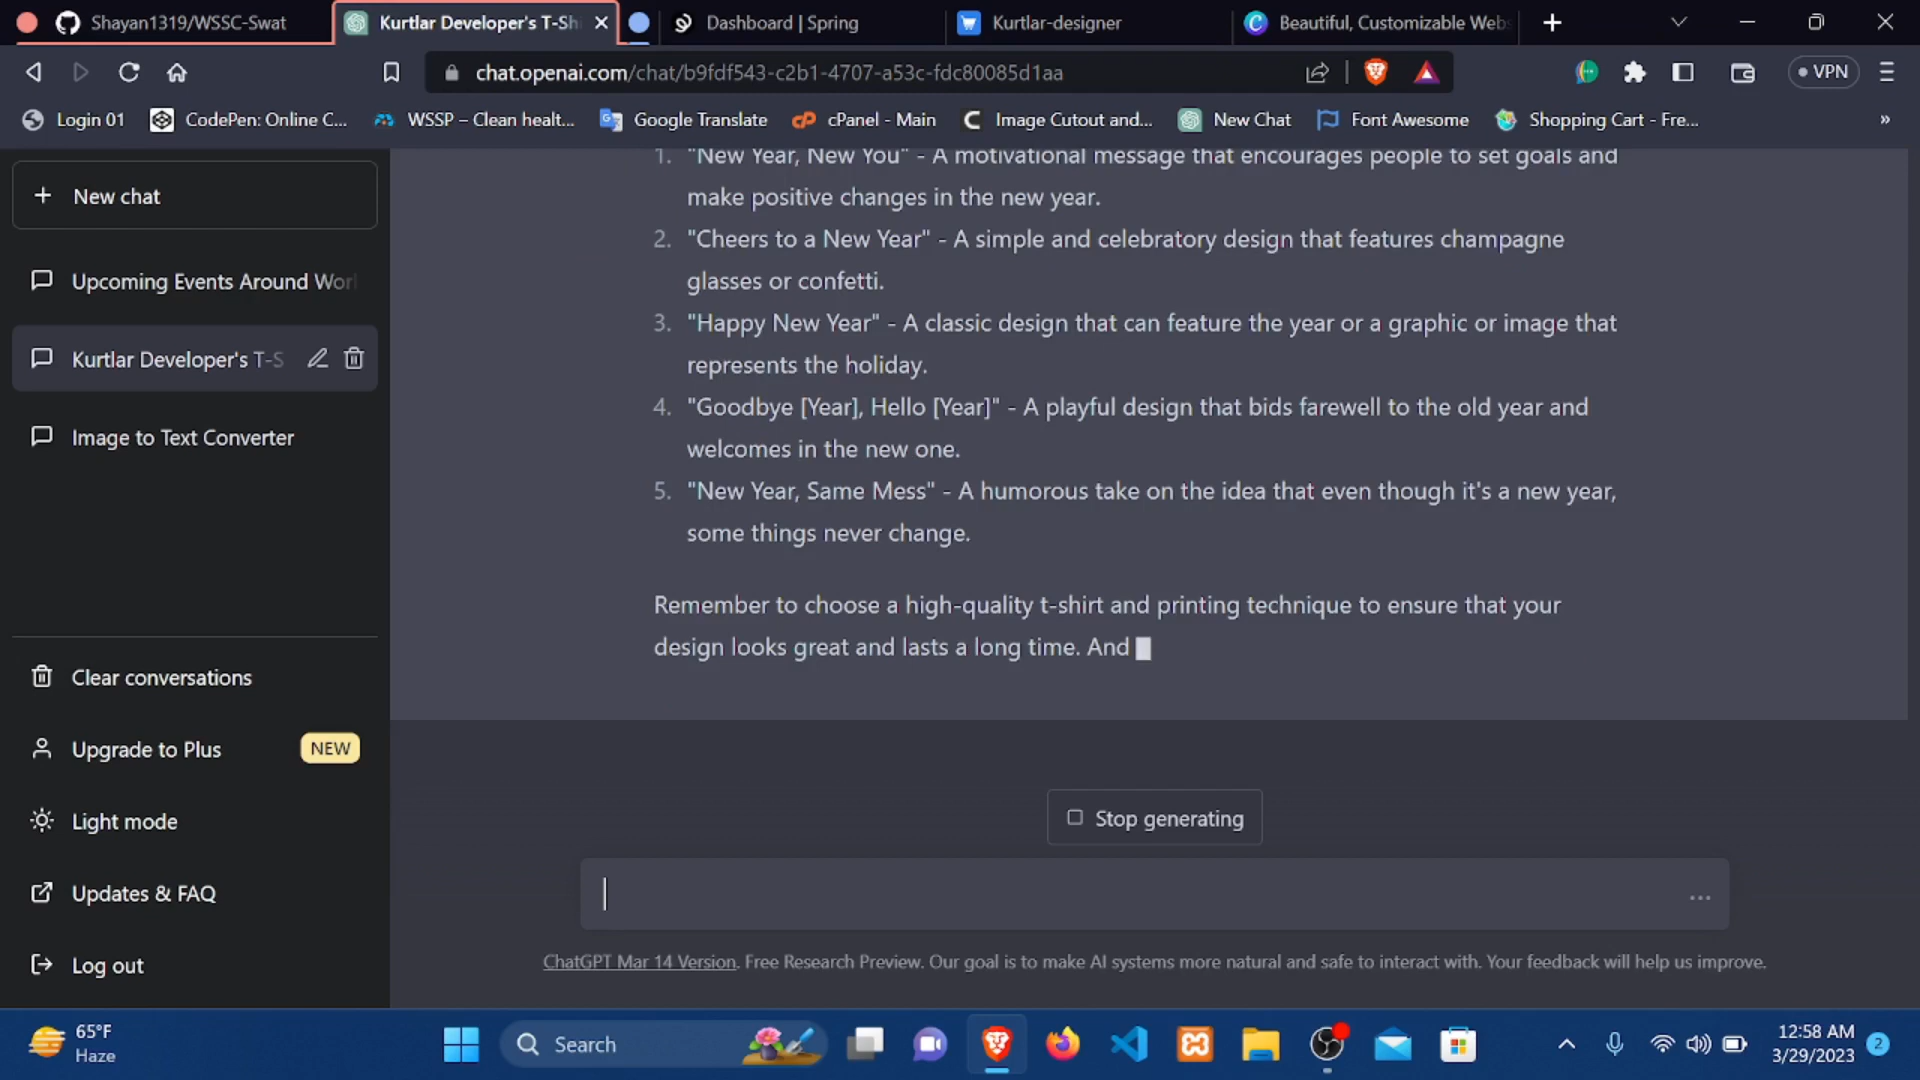 Shayan1319/WSSC-Swat
Kurtlar Developer's T-Shi
Dashboard | Spring
Kurtlar-designer
Beautiful, Customizable Webs
chat.openai.com/chat/b9fdf543-c2b1-4707-a53c-fdc80085d1aa
VPN
Login 01
CodePen: Online C...
WSSP – Clean healt...
Google Translate
cPanel - Main
Image Cutout and...
New Chat
Font Awesome
Shopping Cart - Fre...
»
New chat
Upcoming Events Around Worl
Kurtlar Developer's T-S
Image to Text Converter
Clear conversations
Upgrade to Plus
NEW
Light mode
Updates & FAQ
Log out
1. "New Year, New You" - A motivational message that encourages people to set goals and
make positive changes in the new year.
2. "Cheers to a New Year" - A simple and celebratory design that features champagne
glasses or confetti.
3. "Happy New Year" - A classic design that can feature the year or a graphic or image that
represents the holiday.
4. "Goodbye [Year], Hello [Year]" - A playful design that bids farewell to the old year and
welcomes in the new one.
5. "New Year, Same Mess" - A humorous take on the idea that even though it's a new year,
some things never change.
Remember to choose a high-quality t-shirt and printing technique to ensure that your
design looks great and lasts a long time. And
Stop generating
ChatGPT Mar 14 Version. Free Research Preview. Our goal is to make AI systems more natural and safe to interact with. Your feedback will help us improve.
65°F
Haze
Search
12:58 AM
3/29/2023
2